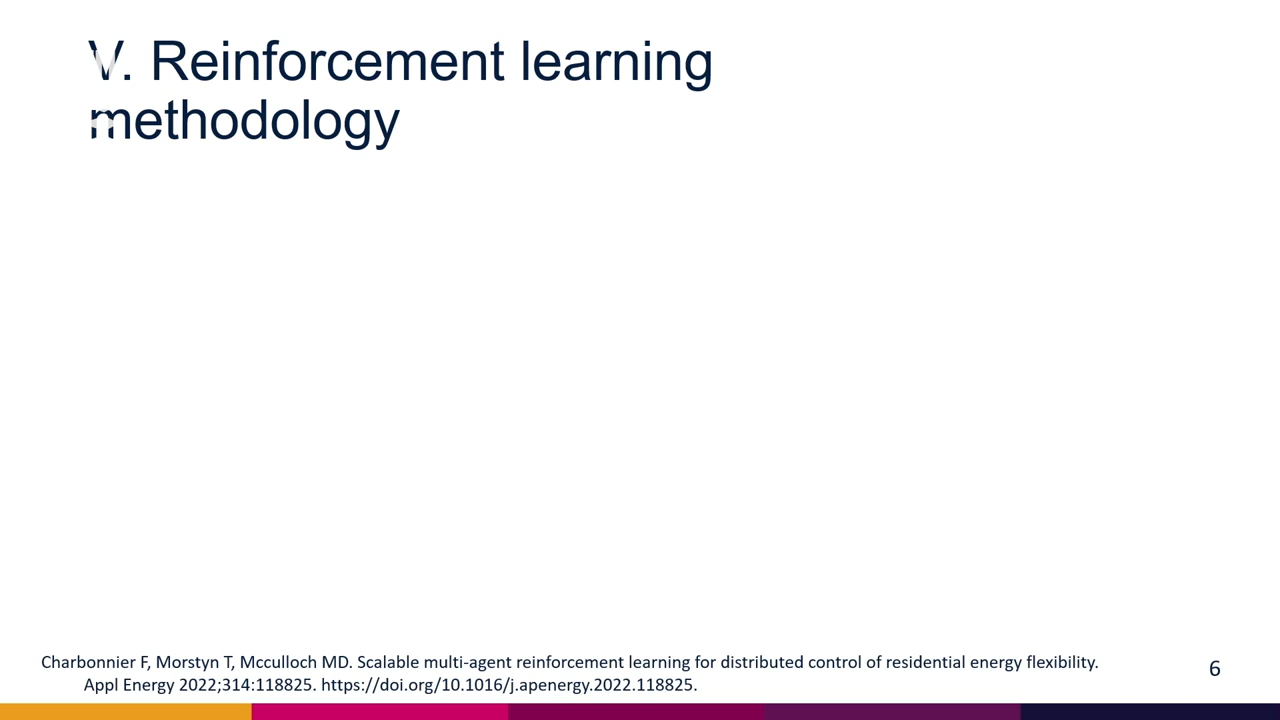 V. Reinforcement learning
methodology
Charbonnier F, Morstyn T, Mcculloch MD. Scalable multi-agent reinforcement learning for distributed control of residential energy flexibility.
Appl Energy 2022;314:118825. https://doi.org/10.1016/j.apenergy.2022.118825.
6